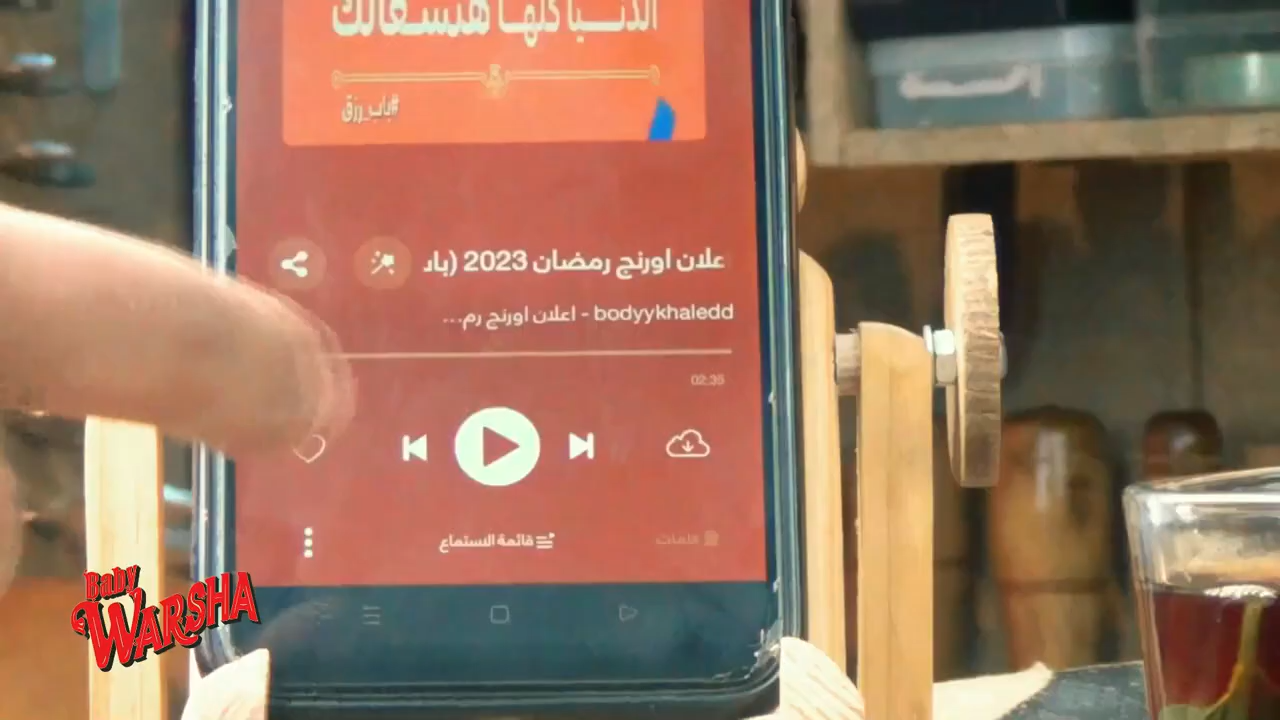 الدنيا كلها هتسعالك
#باب_رزق
علان اورنج رمضان 2023 (باد
bodyykhaledd - اعلان اورنج رم...
02:35
قائمة الاستماع
كلمات
Baby
WARSHA